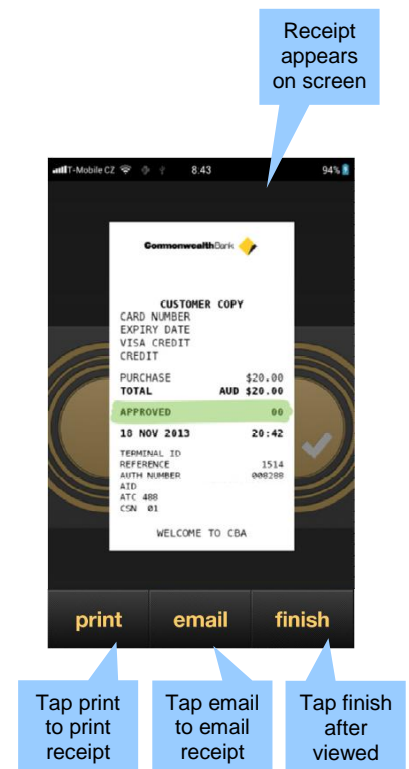 Receipt
appears
on screen
T-Mobile CZ 8.43 94%
CommonwealthBank
CUSTOMER COPY
CARD NUMBER
EXPIRY DATE
VISA CREDIT
CREDIT
PURCHASE $20.00
TOTAL AUD $20.00
APPROVED 00
18 NOV 2013 20:42
TERMINAL ID
REFERENCE 1514
AUTH NUMBER 008288
AID
ATC 488
CSN 01
WELCOME TO CBA
print email finish
Tap print
to print
receipt
Tap email
to email
receipt
Tap finish
after
viewed